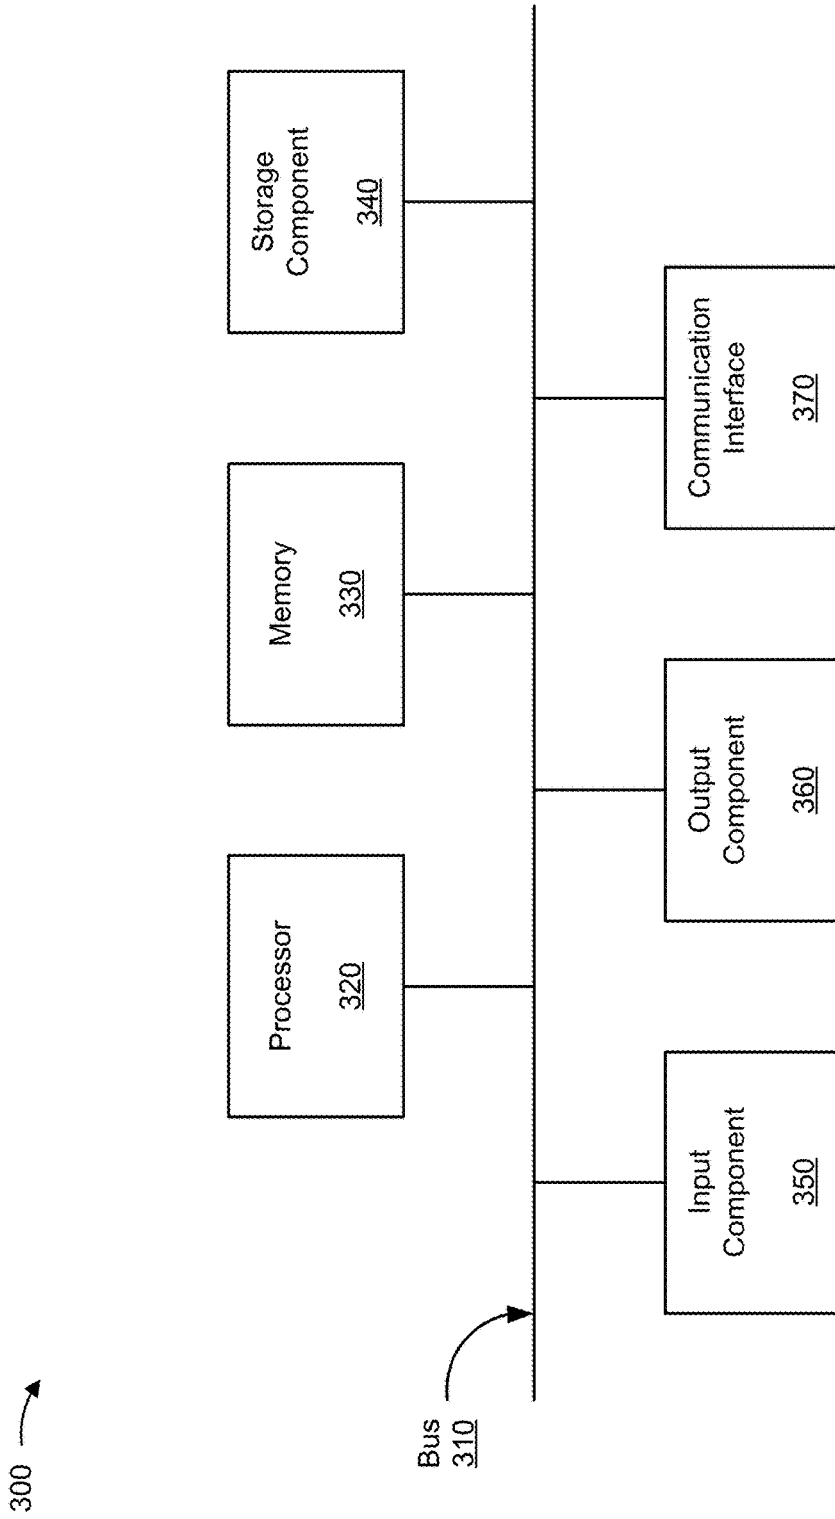 300
Bus
310
Processor
320
Memory
330
Storage
Component
340
Input
Component
350
Output
Component
360
Communication
Interface
370